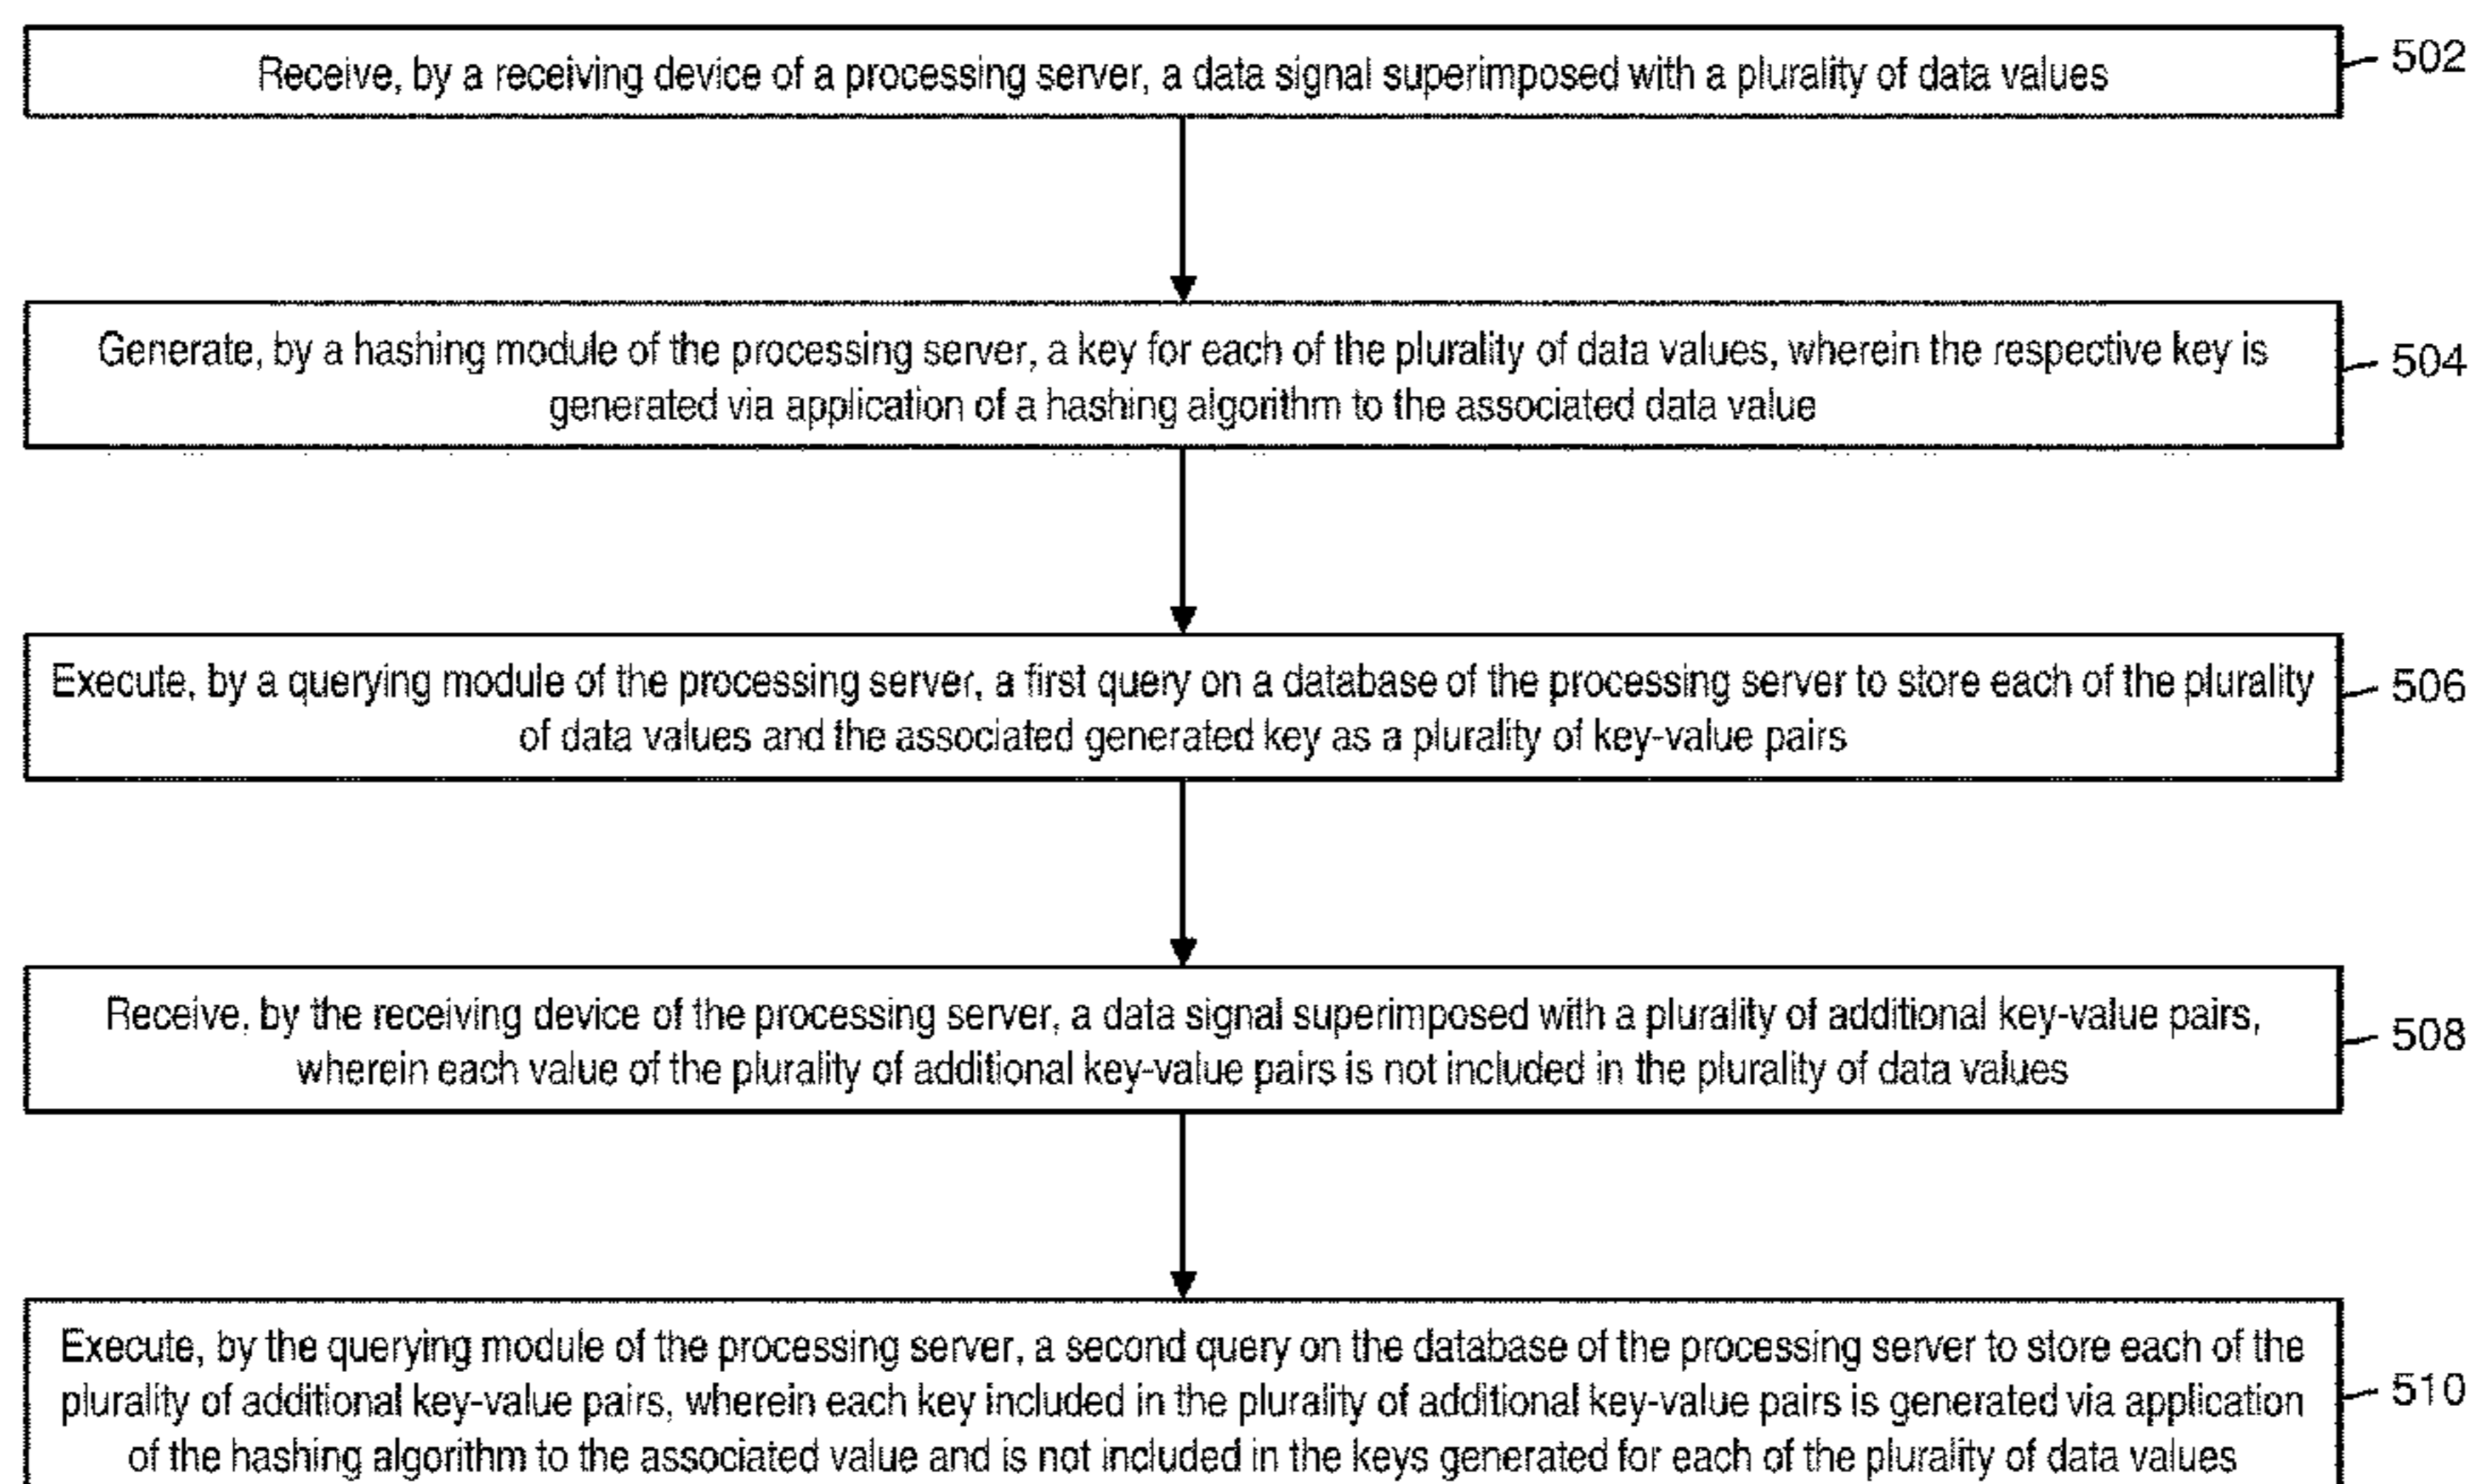 Receive, by a receiving device of a processing server, a data signal superimposed with a plurality of data values
502
Generate, by a hashing module of the processing server, a key for each of the plurality of data values, wherein the respective key is
generated via application of a hashing algorithm to the associated data value
504
Execute, by a querying module of the processing server, a first query on a database of the processing server to store each of the plurality
of data values and the associated generated key as a plurality of key-value pairs
506
Receive, by the receiving device of the processing server, a data signal superimposed with a plurality of additional key-value pairs,
wherein each value of the plurality of additional key-value pairs is not included in the plurality of data values
508
Execute, by the querying module of the processing server, a second query on the database of the processing server to store each of the
plurality of additional key-value pairs, wherein each key included in the plurality of additional key-value pairs is generated via application
of the hashing algorithm to the associated value and is not included in the keys generated for each of the plurality of data values
510